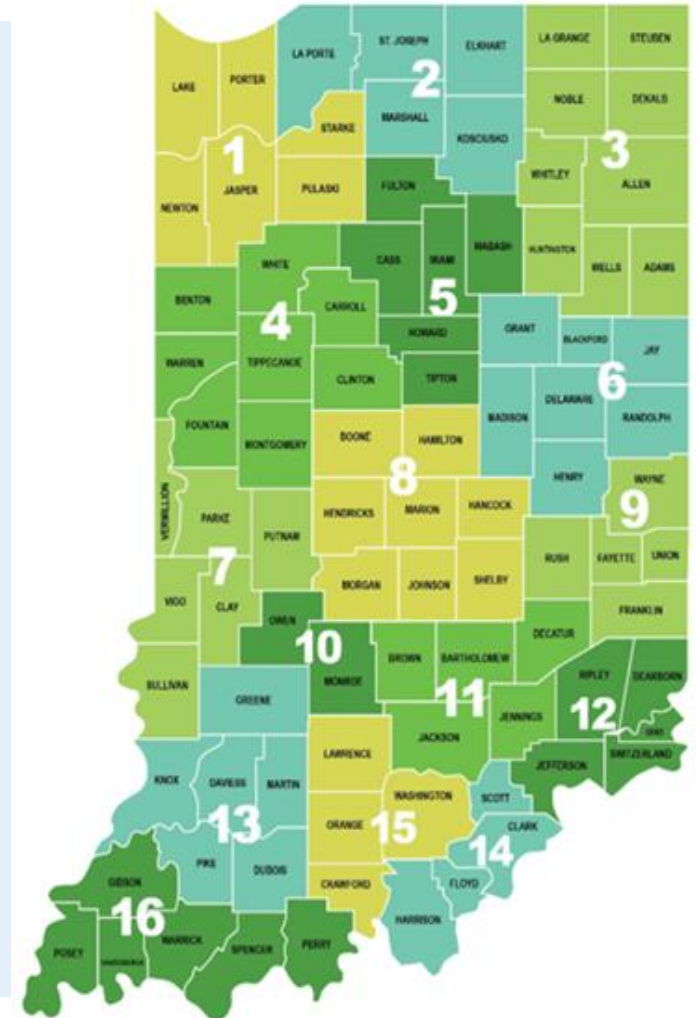 LA PORTE
ST. JOSEPH
ELKHART
LA GRANGE
STEUBEN
LAKE
PORTER
2
NOBLE
DEKALB
STARKE
MARSHALL
KOSCIUSKO
1
3
WHITLEY
ALLEN
NEWTON
JASPER
PULASKI
FULTON
WHITE
CASS
MIAMI
WABASH
HUNTINGTON
WELLS
ADAMS
BENTON
CARROLL
5
4
HOWARD
GRANT
BLACKFORD
JAY
WARREN
TIPPECANOE
CLINTON
TIPTON
6
MADISON
DELAWARE
RANDOLPH
FOUNTAIN
MONTGOMERY
BOONE
HAMILTON
8
HENRY
WAYNE
VERMILLION
PARKE
PUTNAM
HENDRICKS
MARION
HANCOCK
9
7
RUSH
FAYETTE
UNION
VIGO
CLAY
MORGAN
JOHNSON
SHELBY
FRANKLIN
OWEN
10
BROWN
BARTHOLOMEW
DECATUR
SULLIVAN
MONROE
RIPLEY
DEARBORN
GREENE
11
JENNINGS
12
JACKSON
SWITZERLAND
KNOX
DAVIESS
MARTIN
LAWRENCE
JEFFERSON
WASHINGTON
SCOTT
13
ORANGE
15
CLARK
14
PIKE
DUBOIS
GIBSON
CRAWFORD
FLOYD
HARRISON
16
POSEY
WARRICK
SPENCER
PERRY